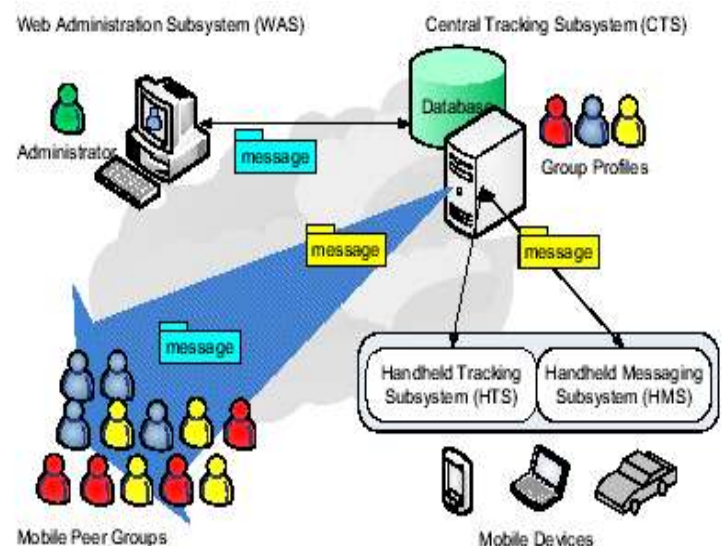 Web Administration Subsystem (WAS)
Central Tracking Subsystem (CTS)
Database
Administrator
message
Group Profiles
message
message
message
Handheld Tracking
Subsystem (HTS)
Handheld Messaging
Subsystem (HMS)
Mobile Peer Groups
Mobile Devices